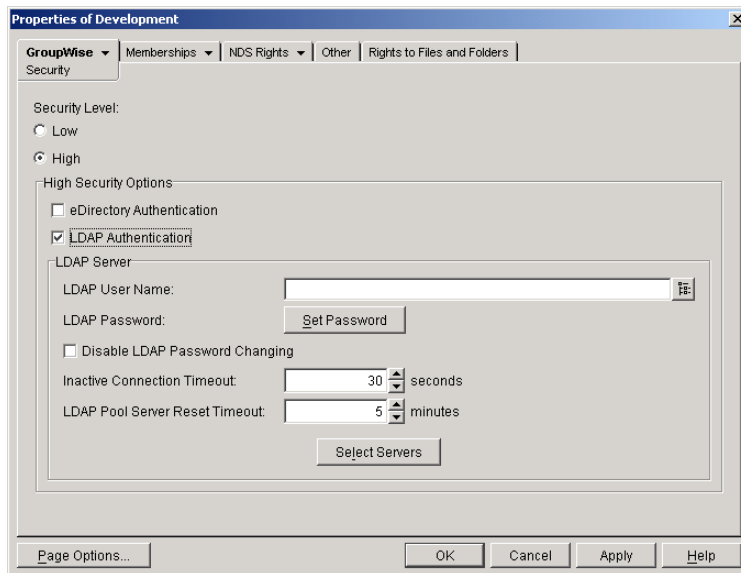 Properties of Development
GroupWise Memberships NDS Rights Other Rights to Files and Folders
Security
Security Level:
Low
High
High Security Options
eDirectory Authentication
LDAP Authentication
LDAP Server
LDAP User Name:
LDAP Password: Set Password
Disable LDAP Password Changing
Inactive Connection Timeout: 30 seconds
LDAP Pool Server Reset Timeout: 5 minutes
Select Servers
Page Options... OK Cancel Apply Help